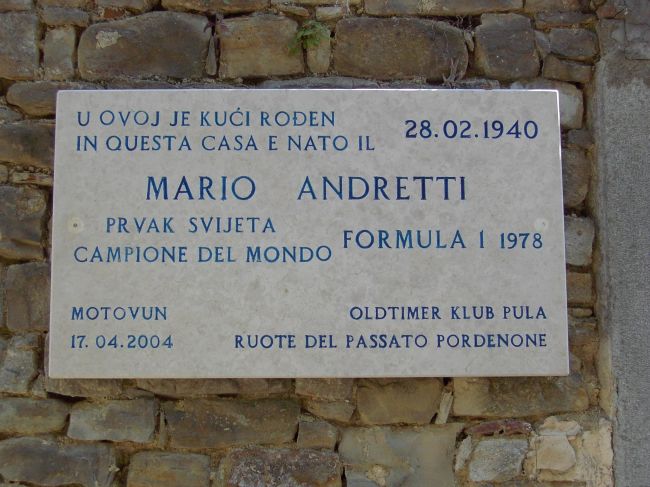 U OVOJ JE KUĆI ROĐEN
IN QUESTA CASA E NATO IL 28.02.1940
MARIO ANDRETTI
PRVAK SVIJETA
CAMPIONE DEL MONDO FORMULA 1 1978
MOTOVUN OLDTIMER KLUB PULA
17.04.2004 RUOTE DEL PASSATO PORDENONE